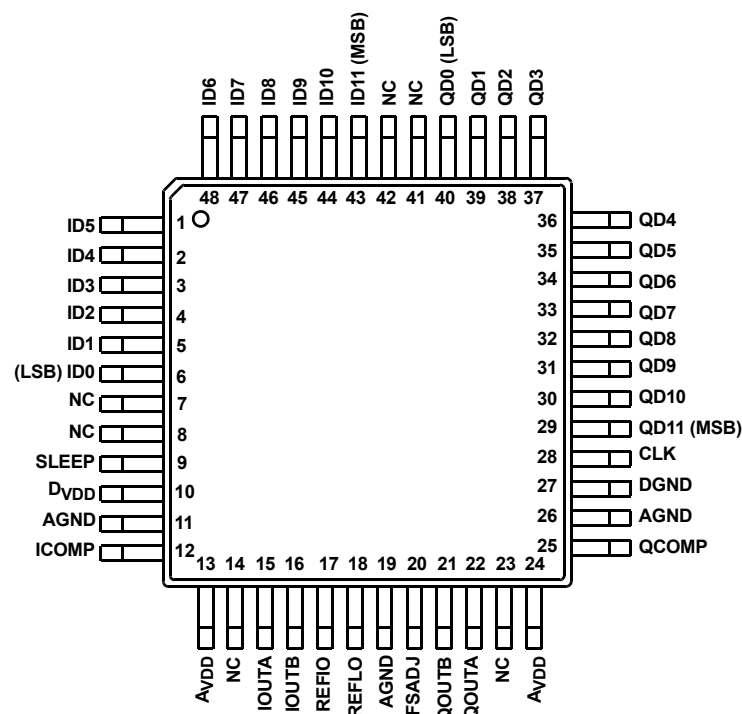 ID6 ID7 ID8 ID9 ID10 ID11 (MSB) NC NC QD0 (LSB) QD1 QD2 QD3
48 47 46 45 44 43 42 41 40 39 38 37
ID5 1 36 QD4
ID4 2 35 QD5
ID3 3 34 QD6
ID2 4 33 QD7
ID1 5 32 QD8
(LSB) ID0 6 31 QD9
NC 7 30 QD10
NC 8 29 QD11 (MSB)
SLEEP 9 28 CLK
DVDD 10 27 DGND
AGND 11 26 AGND
ICOMP 12 25 QCOMP
13 14 15 16 17 18 19 20 21 22 23 24
AVDD NC IOUTA IOUTB REFIO REFLO AGND FSADJ QOUTB QOUTA NC AVDD